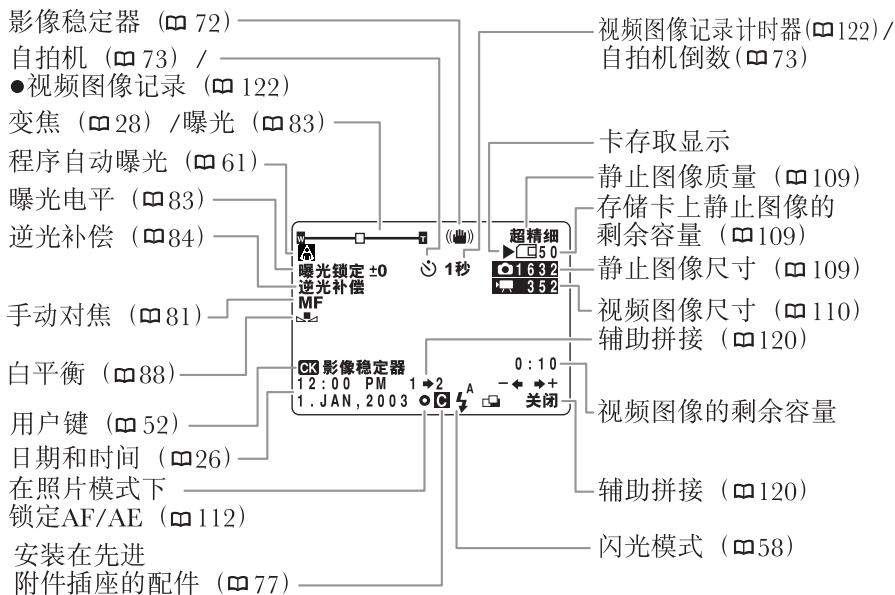 影像稳定器 ( 72)
自拍机 ( 73) /
●视频图像记录 ( 122)
变焦 ( 28) /曝光 ( 83)
程序自动曝光 ( 61)
曝光电平 ( 83)
逆光补偿 ( 84)
手动对焦 ( 81)
白平衡 ( 88)
用户键 ( 52)
日期和时间 ( 26)
在照片模式下
锁定AF/AE ( 112)
安装在先进
附件插座的配件 ( 77)
W T
A
曝光锁定 ±0
逆光补偿
MF
1秒
超精细
50
1632
352
CK 影像稳定器
0:10
12:00 PM 1 ➡2
− +
1.JAN,2003
C
A
关闭
视频图像记录计时器( 122) /
自拍机倒数( 73)
卡存取显示
静止图像质量 ( 109)
存储卡上静止图像的
剩余容量 ( 109)
静止图像尺寸 ( 109)
视频图像尺寸 ( 110)
辅助拼接 ( 120)
视频图像的剩余容量
辅助拼接 ( 120)
闪光模式 ( 58)